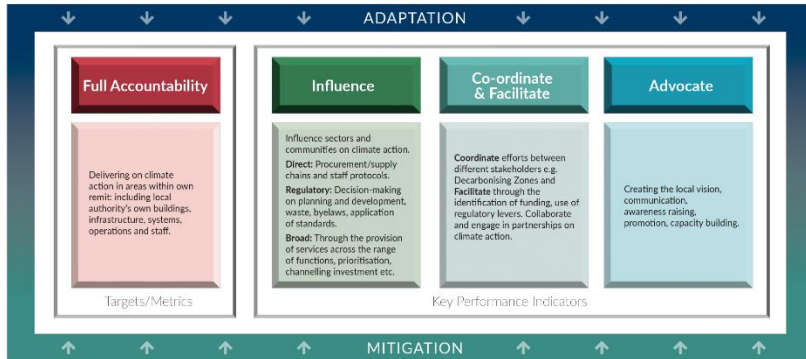 ADAPTATION
Full Accountability
Delivering on climate
action in areas within own
remit: including local
authority's own buildings,
infrastructure, systems,
operations and staff.
Targets/Metrics
Influence
Influence sectors and
communities on climate action.
Direct: Procurement/supply
chains and staff protocols.
Regulatory: Decision-making
on planning and development,
waste, byelaws, application
of standards.
Broad: Through the provision
of services across the range
of functions, prioritisation,
channelling investment etc.
Co-ordinate
& Facilitate
Coordinate efforts between
different stakeholders e.g.
Decarbonising Zones and
Facilitate through the
identification of funding, use of
regulatory levers. Collaborate
and engage in partnerships on
climate action.
Advocate
Creating the local vision,
communication,
awareness raising,
promotion, capacity building.
Key Performance Indicators
MITIGATION